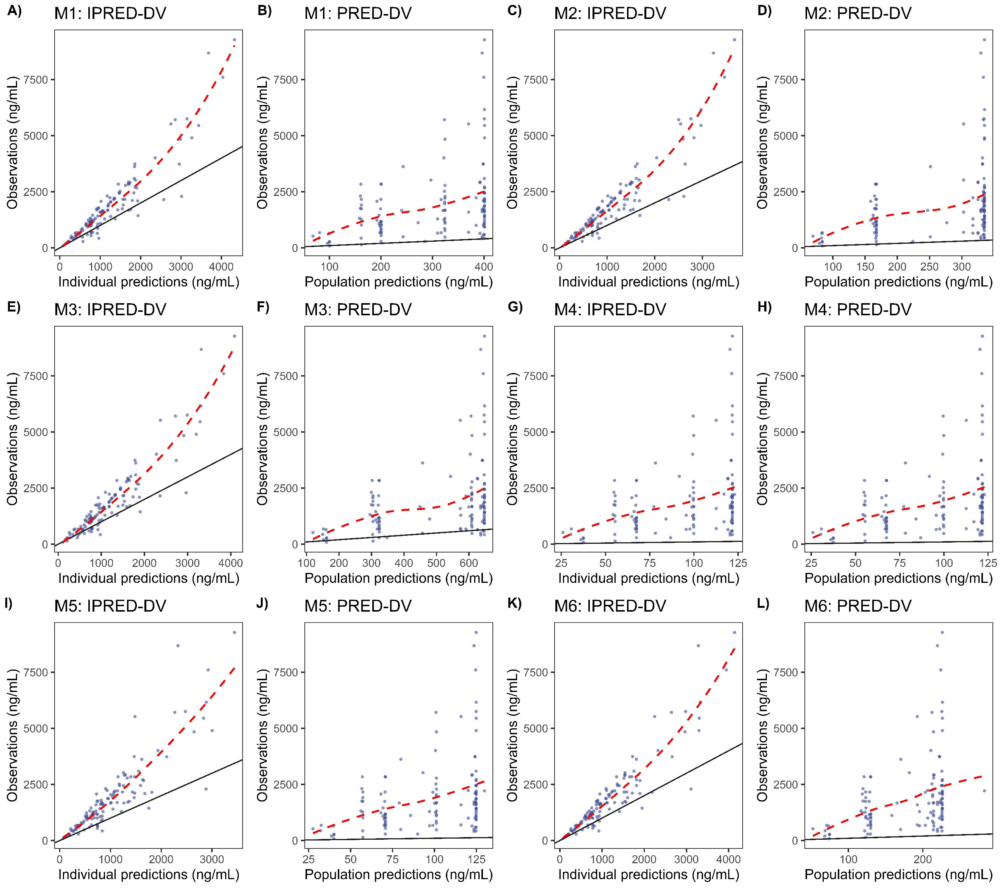 A) M1: IPRED-DV B) M1: PRED-DV C) M2: IPRED-DV D) M2: PRED-DV
Observations (ng/mL)
7500
5000
2500
0
0 1000 2000 3000 4000
Individual predictions (ng/mL)
Observations (ng/mL)
7500
5000
2500
0
100 200 300 400
Population predictions (ng/mL)
Observations (ng/mL)
7500
5000
2500
0
0 1000 2000 3000
Individual predictions (ng/mL)
Observations (ng/mL)
7500
5000
2500
0
100 150 200 250 300
Population predictions (ng/mL)
E) M3: IPRED-DV F) M3: PRED-DV G) M4: IPRED-DV H) M4: PRED-DV
Observations (ng/mL)
7500
5000
2500
0
0 1000 2000 3000 4000
Individual predictions (ng/mL)
Observations (ng/mL)
7500
5000
2500
0
100 200 300 400 500 600
Population predictions (ng/mL)
Observations (ng/mL)
7500
5000
2500
0
25 50 75 100 125
Individual predictions (ng/mL)
Observations (ng/mL)
7500
5000
2500
0
25 50 75 100 125
Population predictions (ng/mL)
I) M5: IPRED-DV J) M5: PRED-DV K) M6: IPRED-DV L) M6: PRED-DV
Observations (ng/mL)
7500
5000
2500
0
0 1000 2000 3000
Individual predictions (ng/mL)
Observations (ng/mL)
7500
5000
2500
0
25 50 75 100 125
Population predictions (ng/mL)
Observations (ng/mL)
7500
5000
2500
0
0 1000 2000 3000 4000
Individual predictions (ng/mL)
Observations (ng/mL)
7500
5000
2500
0
100 200
Population predictions (ng/mL)